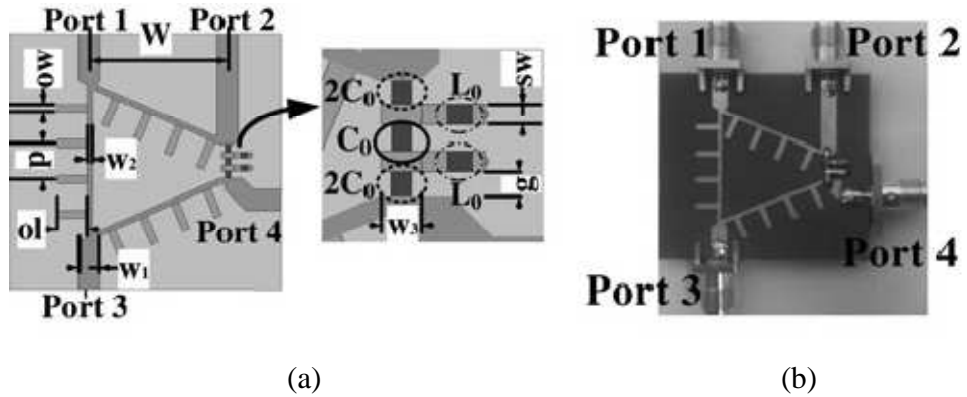 Port 1
Port 2
W
ow
p
w₂
ol
w₁
Port 4
Port 3
2C₀
L₀
sw
C₀
2C₀
L₀
g
w₃
Port 1
Port 2
Port 3
Port 4
(a)
(b)